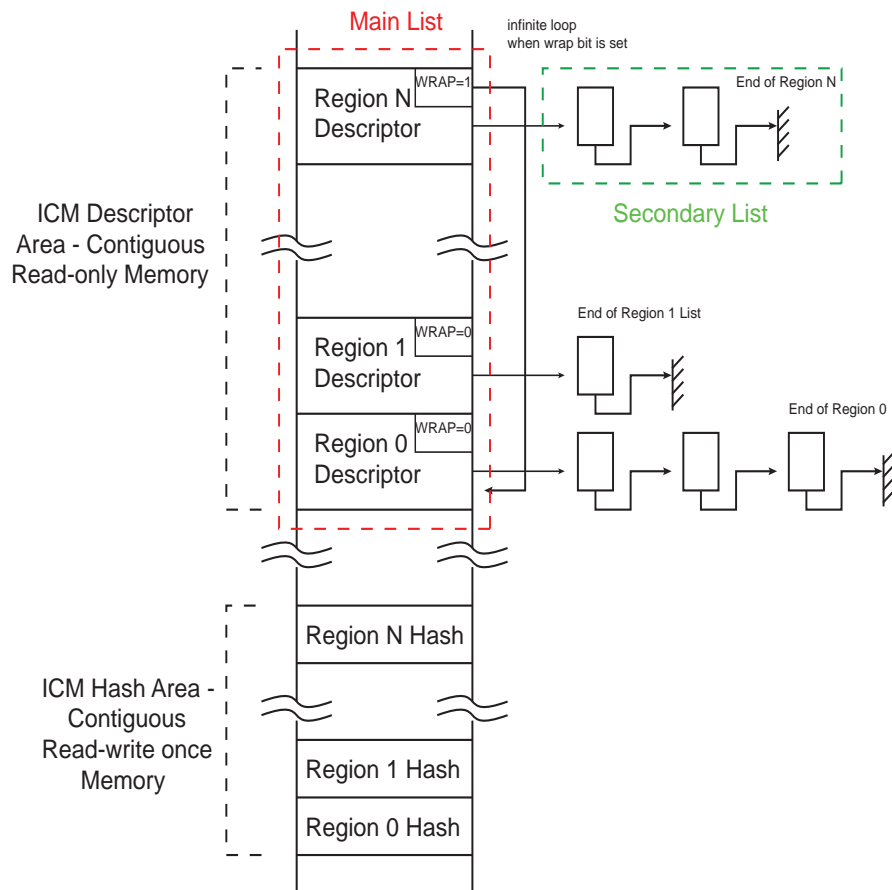 Main List
infinite loop
when wrap bit is set
WRAP=1
Region N
Descriptor
End of Region N
Secondary List
ICM Descriptor
Area - Contiguous
Read-only Memory
WRAP=0
Region 1
Descriptor
End of Region 1 List
WRAP=0
Region 0
Descriptor
End of Region 0
Region N Hash
ICM Hash Area -
Contiguous
Read-write once
Memory
Region 1 Hash
Region 0 Hash